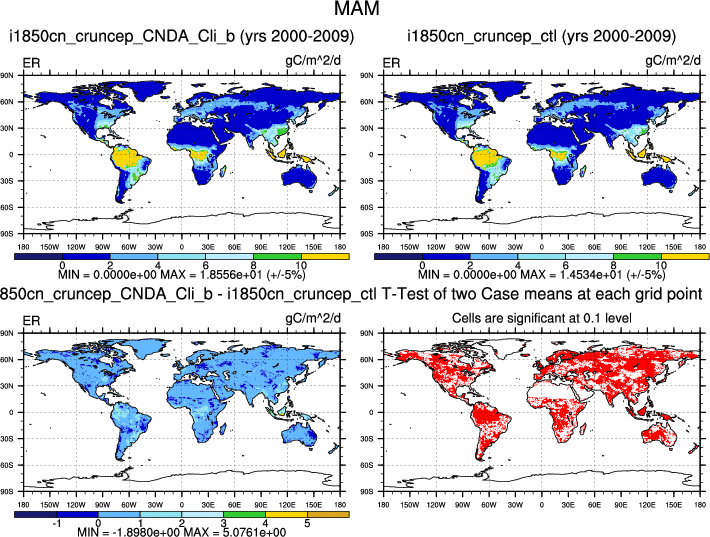 MAM
i1850cn_cruncep_CNDA_Cli_b (yrs 2000-2009)
i1850cn_cruncep_ctl (yrs 2000-2009)
ER gC/m^2/d
ER gC/m^2/d
90N
60N
30N
0
30S
60S
90S
180 150W 120W 90W 60W 30W 0 30E 60E 90E 120E 150E 180
0 2 4 6 8 10
MIN = 0.0000e+00 MAX = 1.8556e+01 (+/-5%)
90N
60N
30N
0
30S
60S
90S
180 150W 120W 90W 60W 30W 0 30E 60E 90E 120E 150E 180
0 2 4 6 8 10
MIN = 0.0000e+00 MAX = 1.4534e+01 (+/-5%)
850cn_cruncep_CNDA_Cli_b - i1850cn_cruncep_ctl T-Test of two Case means at each grid point
ER gC/m^2/d
Cells are significant at 0.1 level
90N
60N
30N
0
30S
60S
90S
180 150W 120W 90W 60W 30W 0 30E 60E 90E 120E 150E 180
-1 0 1 2 3 4 5
MIN = -1.8980e+00 MAX = 5.0761e+00
90N
60N
30N
0
30S
60S
90S
180 150W 120W 90W 60W 30W 0 30E 60E 90E 120E 150E 180